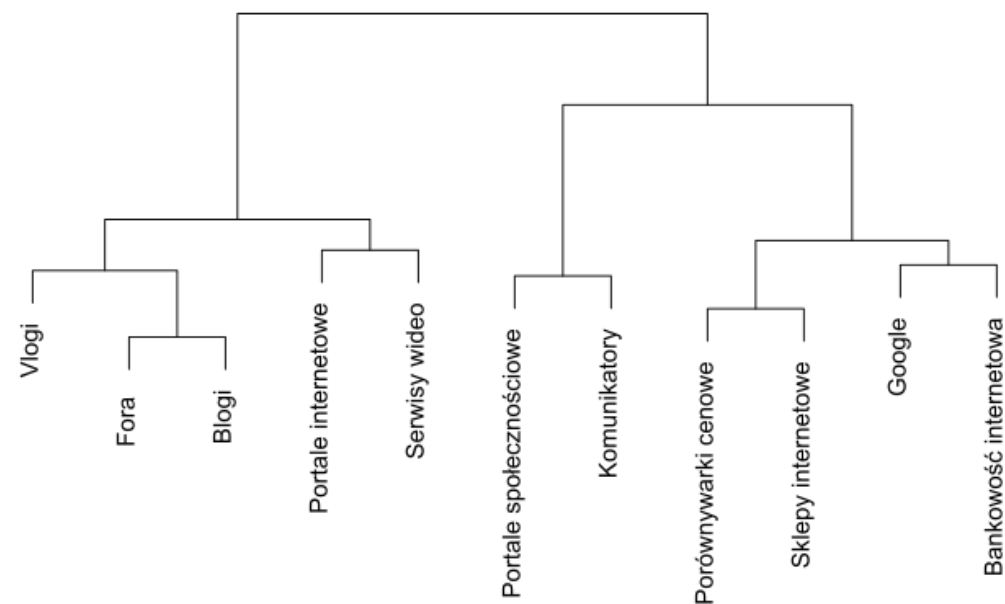 Vlogi
Fora
Blogi
Portale internetowe
Serwisy wideo
Portale społecznościowe
Komunikatory
Porównywarki cenowe
Sklepy internetowe
Google
Bankowość internetowa